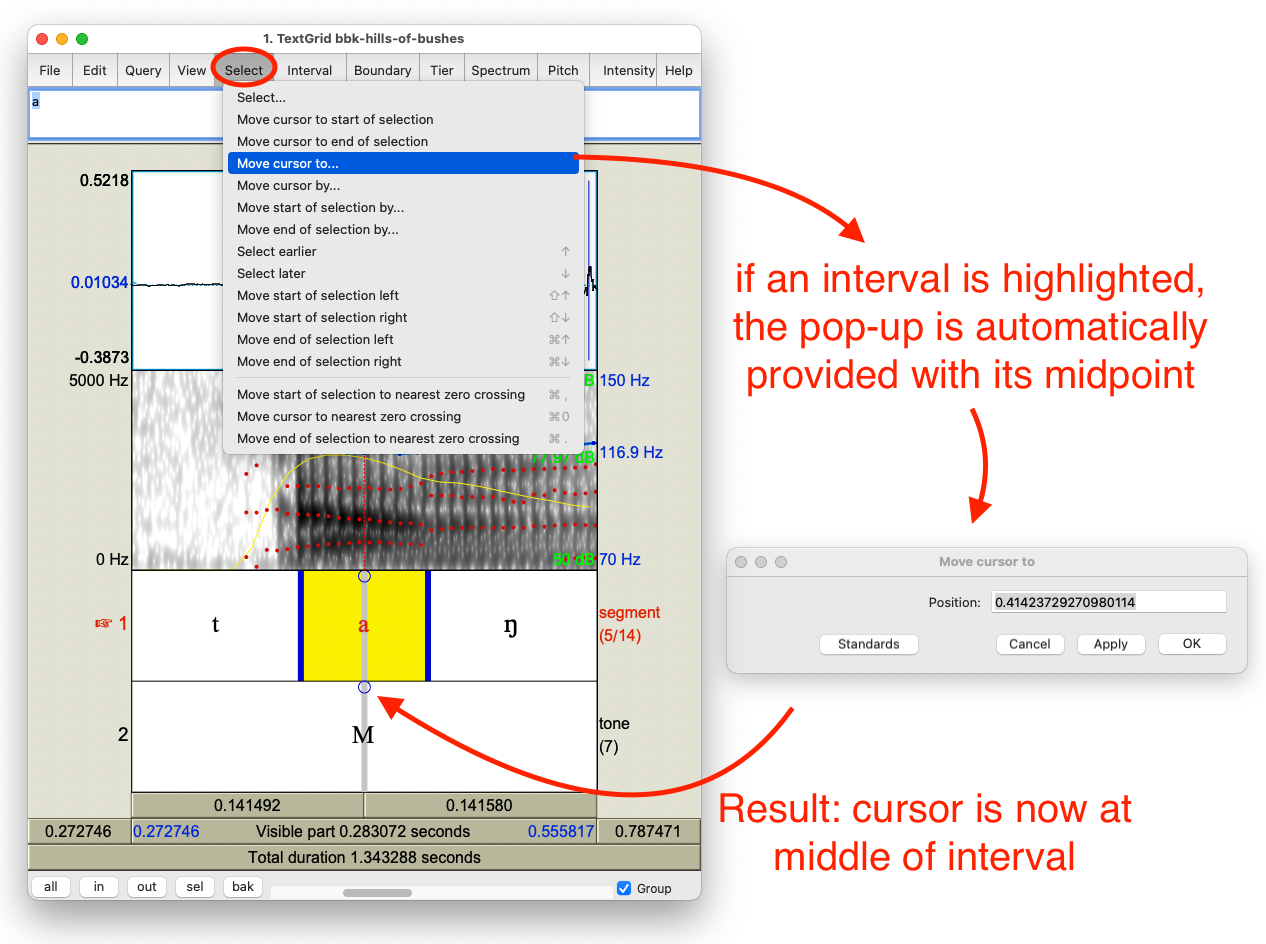 1. TextGrid bbk-hills-of-bushes
File Edit Query View Select Interval Boundary Tier Spectrum Pitch Intensity Help
a
Select...
Move cursor to start of selection
Move cursor to end of selection
Move cursor to...
Move cursor by...
Move start of selection by...
Move end of selection by...
Select earlier ↑
Select later ↓
Move start of selection left ⇧↑
Move start of selection right ⇧↓
Move end of selection left ⌘↑
Move end of selection right ⌘↓
Move start of selection to nearest zero crossing ⌘ ,
Move cursor to nearest zero crossing ⌘0
Move end of selection to nearest zero crossing ⌘ .
0.5218
0.01034
-0.3873
5000 Hz
150 Hz
116.9 Hz
0 Hz
50 dB
70 Hz
☞ 1
t
a
ŋ
segment
(5/14)
2
M
tone
(7)
0.141492
0.141580
0.272746
0.272746
Visible part 0.283072 seconds
0.555817
0.787471
Total duration 1.343288 seconds
all in out sel bak
Group
if an interval is highlighted,
the pop-up is automatically
provided with its midpoint
Move cursor to
Position: 0.41423729270980114
Standards Cancel Apply OK
Result: cursor is now at
middle of interval